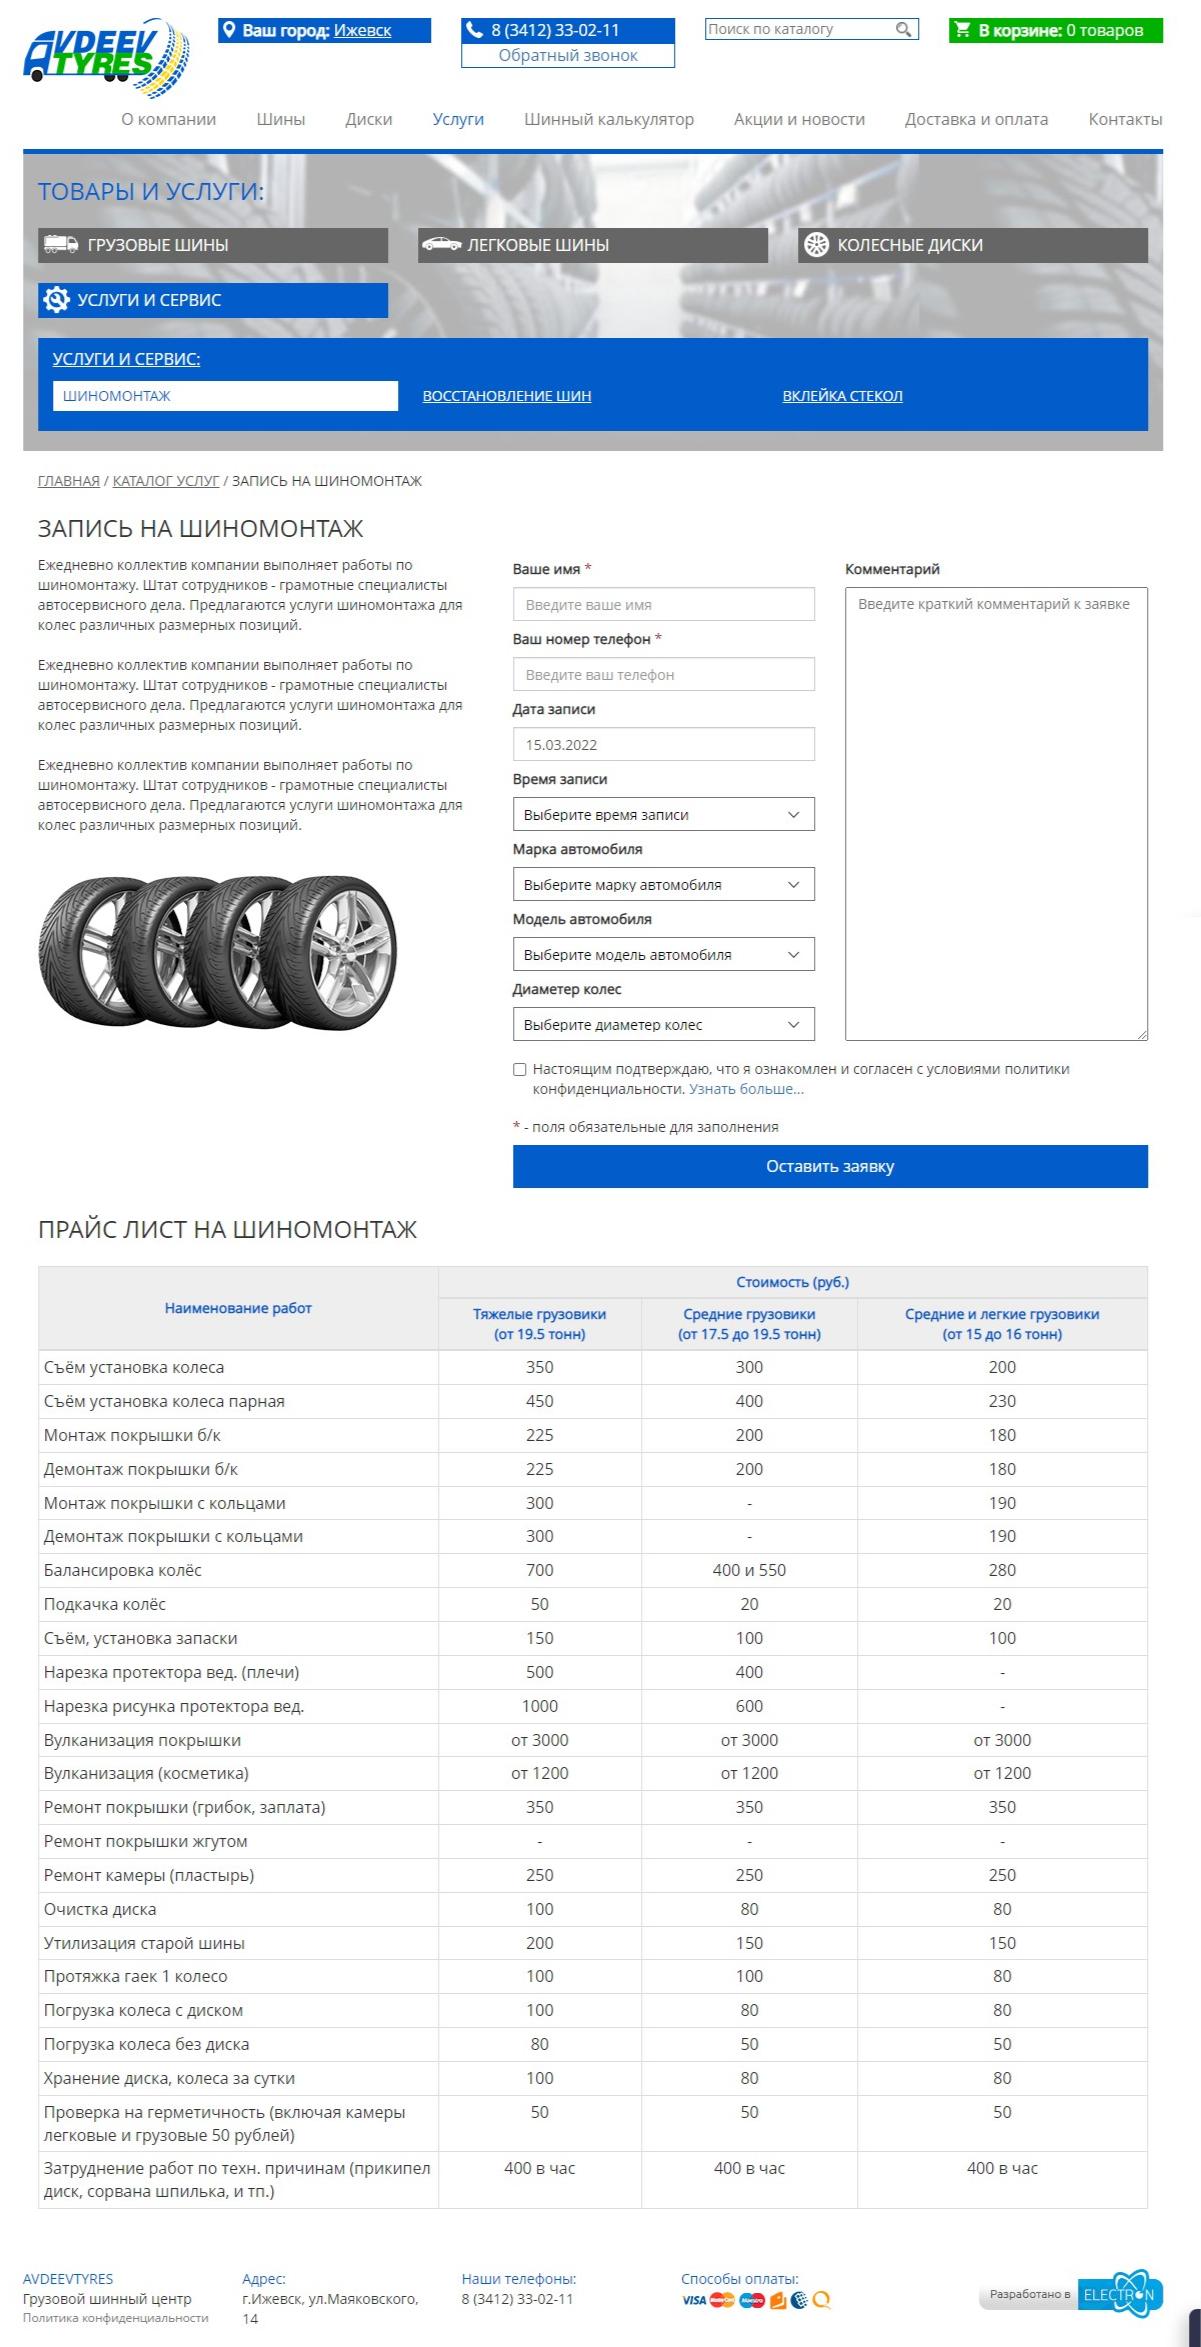 AVDEEV
TYRES
Ваш город: Ижевск
8 (3412) 33-02-11
Обратный звонок
Поиск по каталогу
В корзине: 0 товаров
О компании Шины Диски Услуги Шинный калькулятор Акции и новости Доставка и оплата Контакты
ТОВАРЫ И УСЛУГИ:
ГРУЗОВЫЕ ШИНЫ ЛЕГКОВЫЕ ШИНЫ КОЛЕСНЫЕ ДИСКИ
УСЛУГИ И СЕРВИС
УСЛУГИ И СЕРВИС:
ШИНОМОНТАЖ ВОССТАНОВЛЕНИЕ ШИН ВКЛЕЙКА СТЕКОЛ
ГЛАВНАЯ / КАТАЛОГ УСЛУГ / ЗАПИСЬ НА ШИНОМОНТАЖ
ЗАПИСЬ НА ШИНОМОНТАЖ
Ежедневно коллектив компании выполняет работы по
шиномонтажу. Штат сотрудников - грамотные специалисты
автосервисного дела. Предлагаются услуги шиномонтажа для
колес различных размерных позиций.
Ежедневно коллектив компании выполняет работы по
шиномонтажу. Штат сотрудников - грамотные специалисты
автосервисного дела. Предлагаются услуги шиномонтажа для
колес различных размерных позиций.
Ежедневно коллектив компании выполняет работы по
шиномонтажу. Штат сотрудников - грамотные специалисты
автосервисного дела. Предлагаются услуги шиномонтажа для
колес различных размерных позиций.
Ваше имя *
Введите ваше имя
Ваш номер телефон *
Введите ваш телефон
Дата записи
15.03.2022
Время записи
Выберите время записи
Марка автомобиля
Выберите марку автомобиля
Модель автомобиля
Выберите модель автомобиля
Диаметер колес
Выберите диаметер колес
Комментарий
Введите краткий комментарий к заявке
Настоящим подтверждаю, что я ознакомлен и согласен с условиями политики
конфиденциальности. Узнать больше...
* - поля обязательные для заполнения
Оставить заявку
ПРАЙС ЛИСТ НА ШИНОМОНТАЖ
Наименование работ Стоимость (руб.)
Тяжелые грузовики Средние грузовики Средние и легкие грузовики
(от 19.5 тонн) (от 17.5 до 19.5 тонн) (от 15 до 16 тонн)
Съём установка колеса 350 300 200
Съём установка колеса парная 450 400 230
Монтаж покрышки б/к 225 200 180
Демонтаж покрышки б/к 225 200 180
Монтаж покрышки с кольцами 300 - 190
Демонтаж покрышки с кольцами 300 - 190
Балансировка колёс 700 400 и 550 280
Подкачка колёс 50 20 20
Съём, установка запаски 150 100 100
Нарезка протектора вед. (плечи) 500 400 -
Нарезка рисунка протектора вед. 1000 600 -
Вулканизация покрышки от 3000 от 3000 от 3000
Вулканизация (косметика) от 1200 от 1200 от 1200
Ремонт покрышки (грибок, заплата) 350 350 350
Ремонт покрышки жгутом - - -
Ремонт камеры (пластырь) 250 250 250
Очистка диска 100 80 80
Утилизация старой шины 200 150 150
Протяжка гаек 1 колесо 100 100 80
Погрузка колеса с диском 100 80 80
Погрузка колеса без диска 80 50 50
Хранение диска, колеса за сутки 100 80 80
Проверка на герметичность (включая камеры 50 50 50
легковые и грузовые 50 рублей)
Затруднение работ по техн. причинам (прикипел 400 в час 400 в час 400 в час
диск, сорвана шпилька, и тп.)
AVDEEVTYRES
Грузовой шинный центр
Политика конфиденциальности
Адрес:
г.Ижевск, ул.Маяковского,
14
Наши телефоны:
8 (3412) 33-02-11
Способы оплаты:
VISA MasterCard Maestro
Разработано в ELECTRON